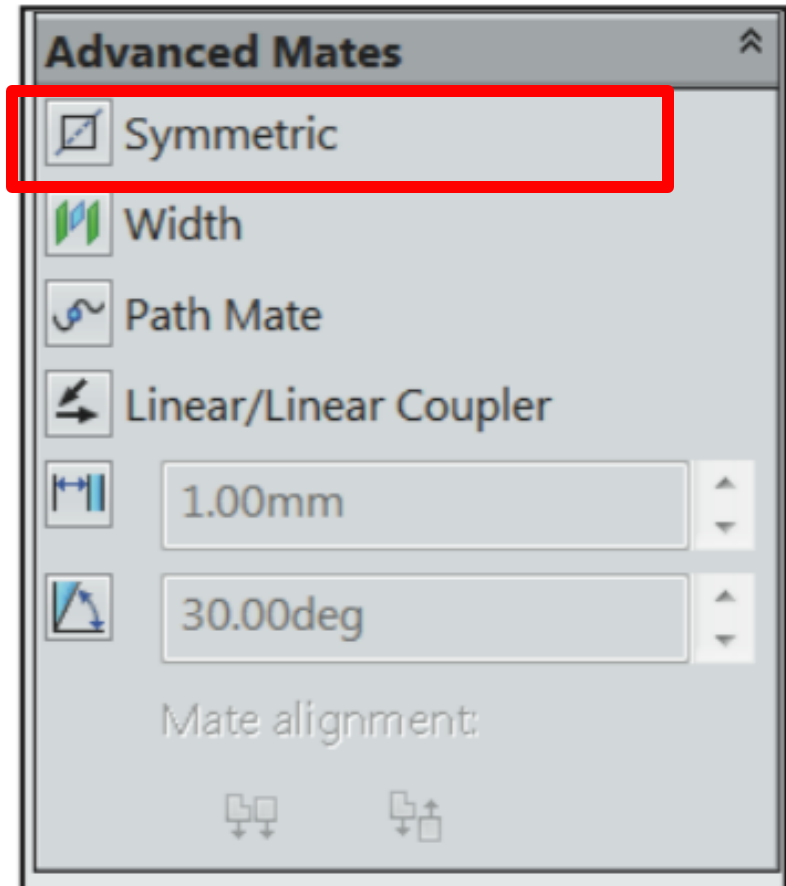 Advanced Mates
Symmetric
Width
Path Mate
Linear/Linear Coupler
1.00mm
30.00deg
Mate alignment: